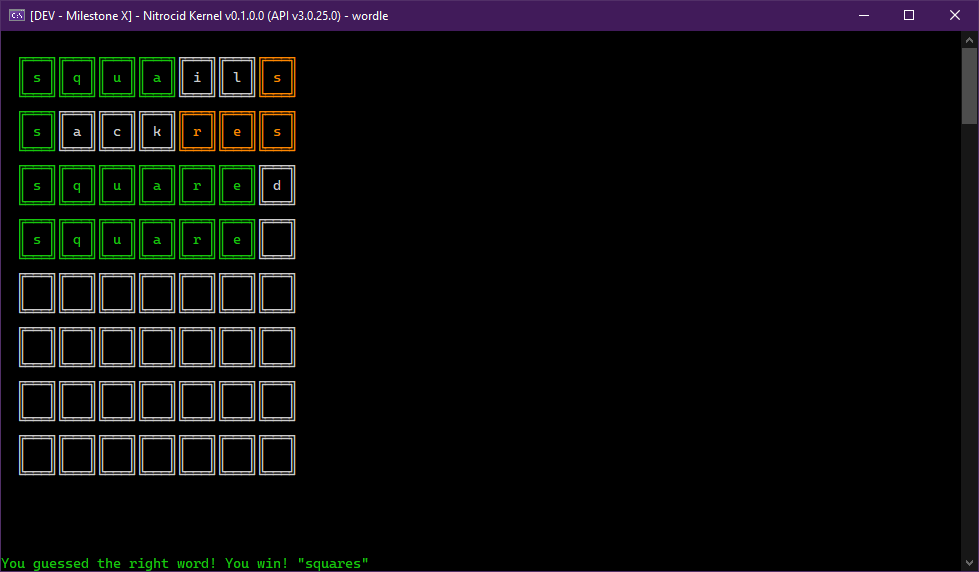 [DEV - Milestone X] - Nitrocid Kernel v0.1.0.0 (API v3.0.25.0) - wordle
s q u a i l s
s a c k r e s
s q u a r e d
s q u a r e
You guessed the right word! You win! "squares"